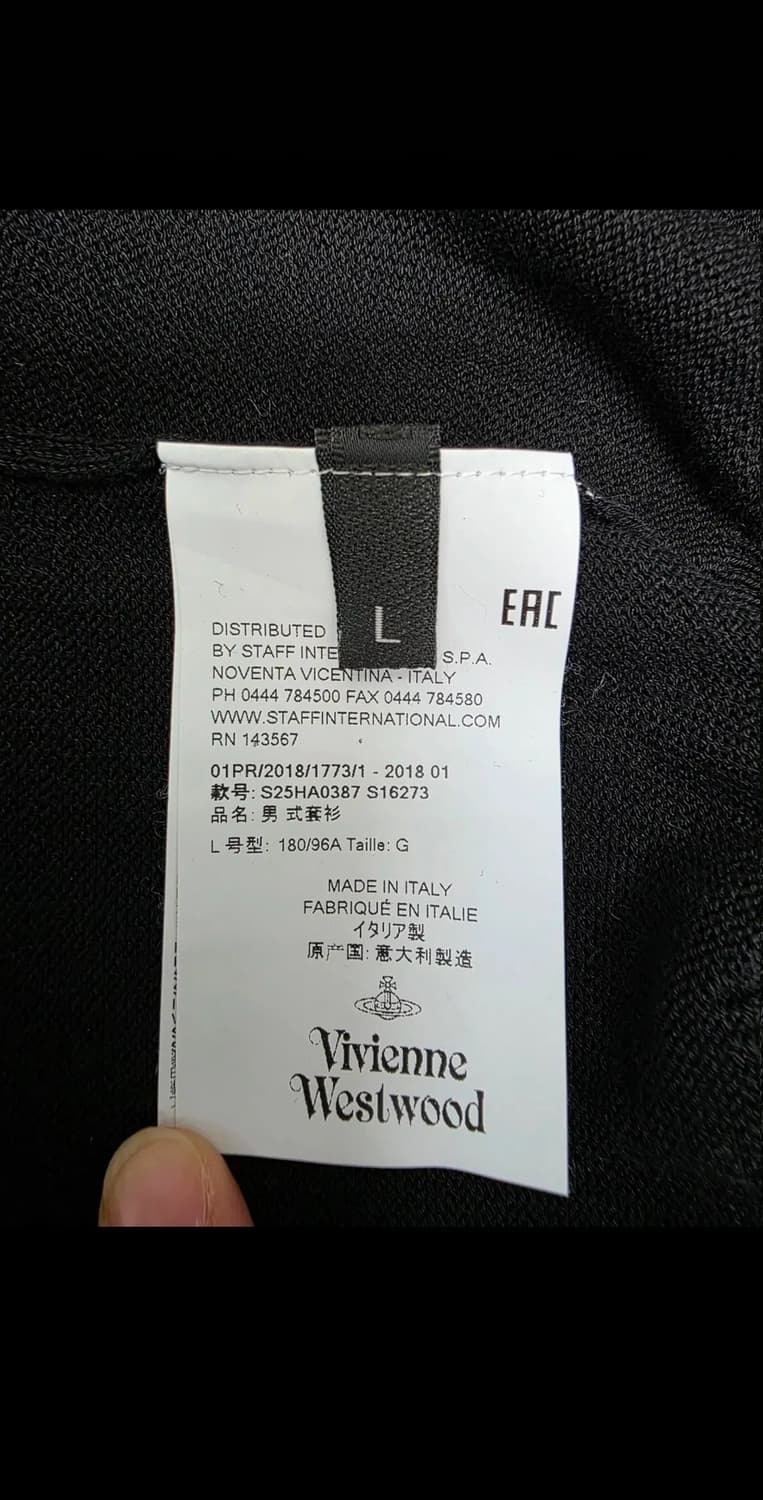 L
EAC
DISTRIBUTED
BY STAFF INTE S.P.A.
NOVENTA VICENTINA - ITALY
PH 0444 784500 FAX 0444 784580
WWW.STAFFINTERNATIONAL.COM
RN 143567
01PR/2018/1773/1 - 2018 01
款号: S25HA0387 S16273
品名: 男 式套衫
L 号型: 180/96A Taille: G
MADE IN ITALY
FABRIQUÉ EN ITALIE
イタリア製
原产国: 意大利製造
Vivienne
Westwood